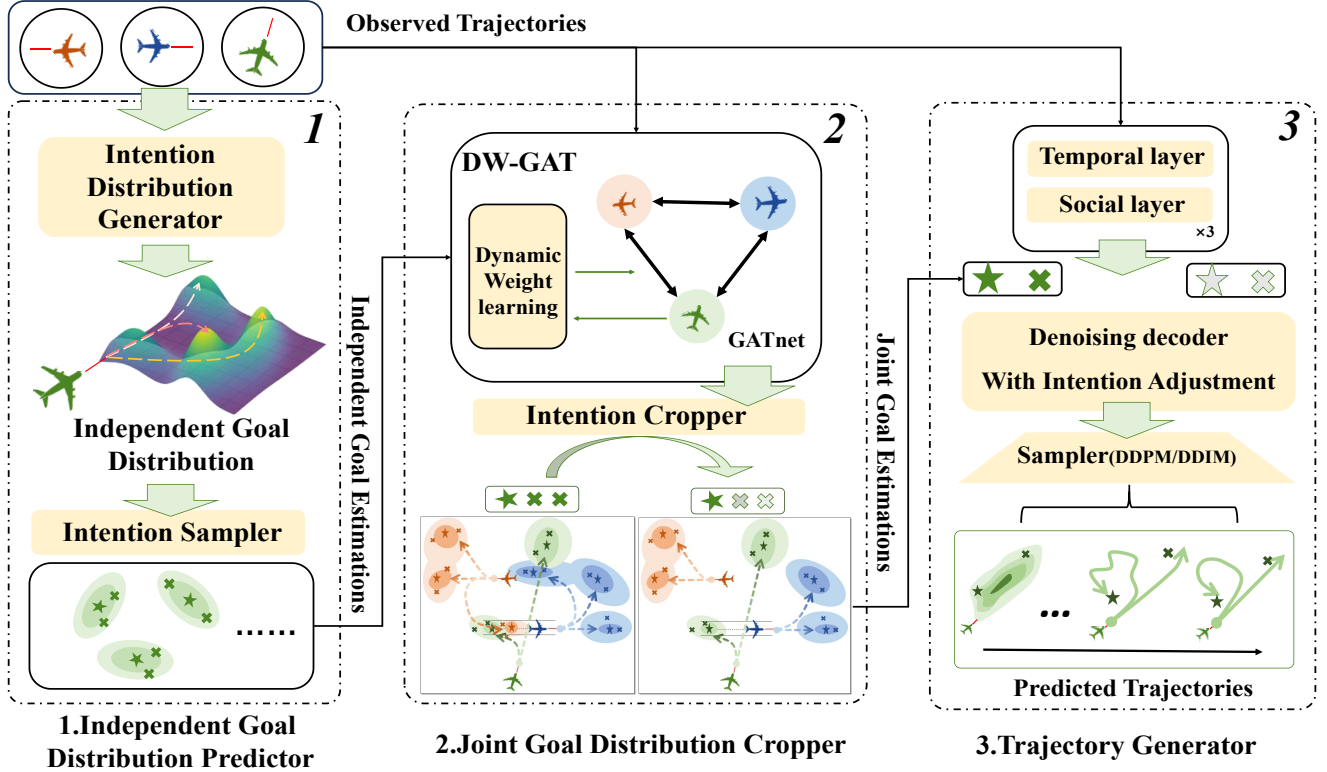 Observed Trajectories
1
Intention
Distribution
Generator
Independent Goal
Distribution
Intention Sampler
……
1.Independent Goal
Distribution Predictor
Independent Goal Estimations
2
DW-GAT
Dynamic
Weight
learning
GATnet
Intention Cropper
2.Joint Goal Distribution Cropper
Joint Goal Estimations
3
Temporal layer
Social layer
×3
Denoising decoder
With Intention Adjustment
Sampler(DDPM/DDIM)
...
Predicted Trajectories
3.Trajectory Generator